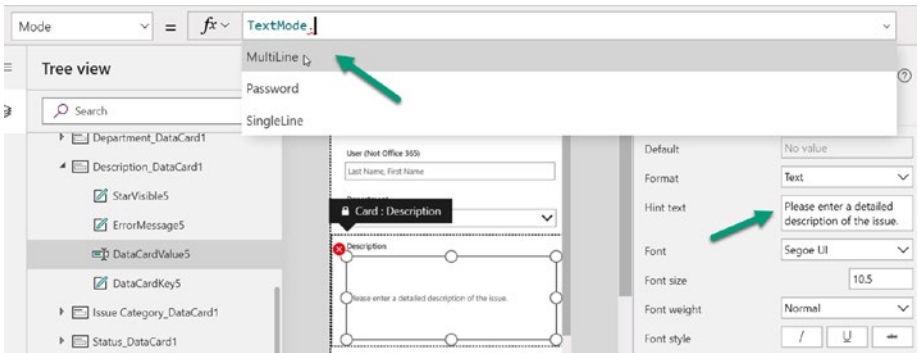 Mode = fx TextMode.
MultiLine
Password
SingleLine
Tree view
Search
Department_DataCard1
Description_DataCard1
StarVisible5
ErrorMessage5
DataCardValue5
DataCardKey5
Issue Category_DataCard1
Status_DataCard1
User (Not Office 365)
Last Name, First Name
Card : Description
Description
Please enter a detailed description of the issue.
Default No value
Format Text
Hint text Please enter a detailed
description of the issue.
Font Segoe UI
Font size 10.5
Font weight Normal
Font style / U abc